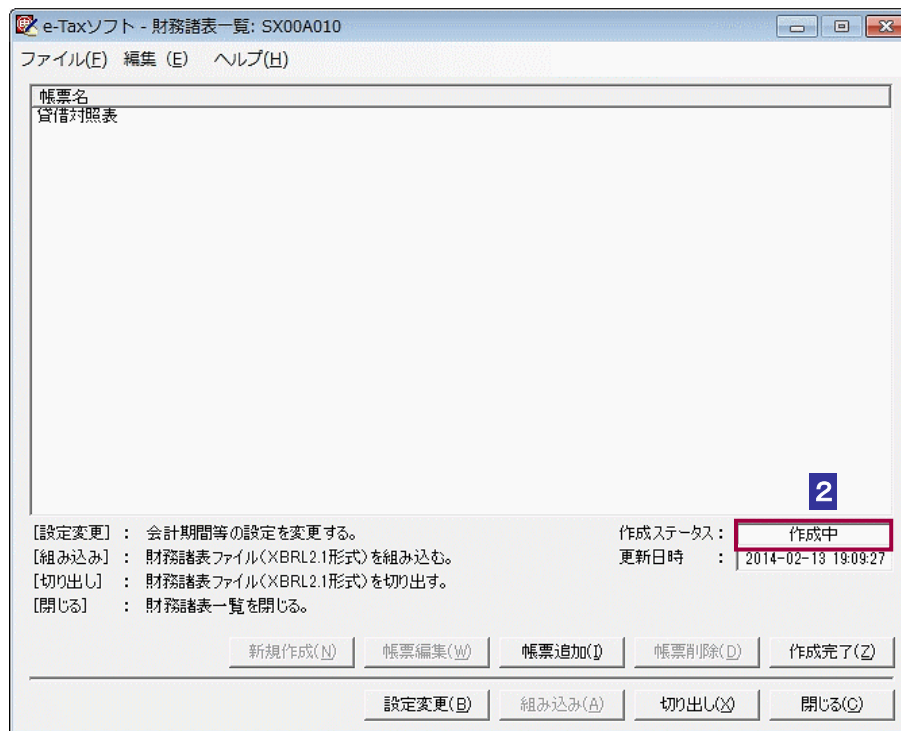 e-Taxソフト - 財務諸表一覧: SX00A010
ファイル(F) 編集 (E) ヘルプ(H)
帳票名
貸借対照表
2
[設定変更] : 会計期間等の設定を変更する。 作成ステータス: 作成中
[組み込み] : 財務諸表ファイル(XBRL2.1形式)を組み込む。 更新日時 : 2014-02-13 19:09:27
[切り出し] : 財務諸表ファイル(XBRL2.1形式)を切り出す。
[閉じる] : 財務諸表一覧を閉じる。
新規作成(N) 帳票編集(W) 帳票追加(I) 帳票削除(D) 作成完了(Z)
設定変更(B) 組み込み(A) 切り出し(X) 閉じる(C)